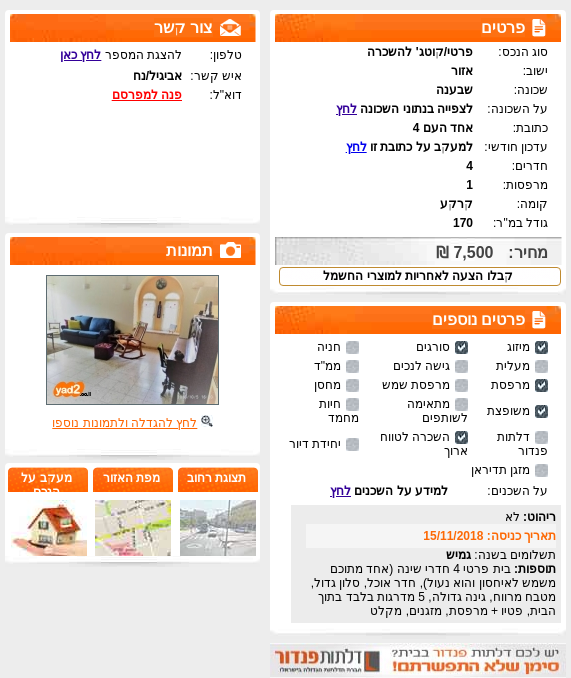 פרטים
סוג הנכס: פרטי/קוטג' להשכרה
ישוב: אזור
שכונה: שבענה
על השכונה: לצפייה בנתוני השכונה לחץ
כתובת: אחד העם 4
עדכון חודשי: למעקב על כתובת זו לחץ
חדרים: 4
מרפסות: 1
קומה: קרקע
גודל במ"ר: 170
מחיר: 7,500 ₪
קבלו הצעה לאחריות למוצרי החשמל
פרטים נוספים
מיזוג סורגים חניה
מעלית גישה לנכים ממ"ד
מרפסת מרפסת שמש מחסן
משופצת מתאימה לשותפים חיות מחמד
דלתות פנדור השכרה לטווח ארוך יחידת דיור
מזגן תדיראן
על השכנים: למידע על השכנים לחץ
ריהוט: לא
תאריך כניסה: 15/11/2018
תשלומים בשנה: גמיש
תוספות: בית פרטי 4 חדרי שינה (אחד מתוכם
משמש לאיחסון והוא נעול), חדר אוכל, סלון גדול,
מטבח מרווח, גינה גדולה, 5 מדרגות בלבד בתוך
הבית, פטיו + מרפסת, מזגנים, מקלט
יש לכם דלתות פנדור בבית?
סימן שלא התפשרתם!
דלתות פנדור
חברת הדלתות הגדולה בישראל
צור קשר
טלפון: להצגת המספר לחץ כאן
איש קשר: אביגיל/נח
דוא"ל: פנה למפרסם
תמונות
yad2.co.il
לחץ להגדלה ולתמונות נוספו
תצוגת רחוב
מפת האזור
מעקב על
הנכס